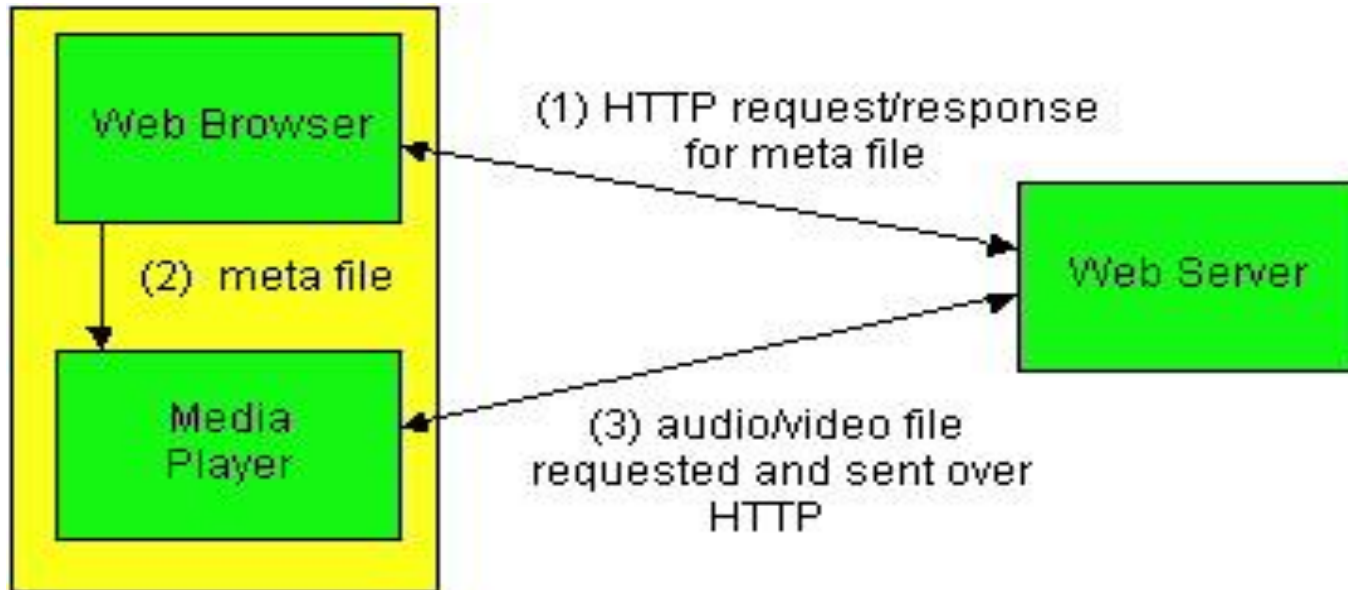 Web Browser
(1) HTTP request/response
for meta file
Web Server
(2) meta file
Media
Player
(3) audio/video file
requested and sent over
HTTP